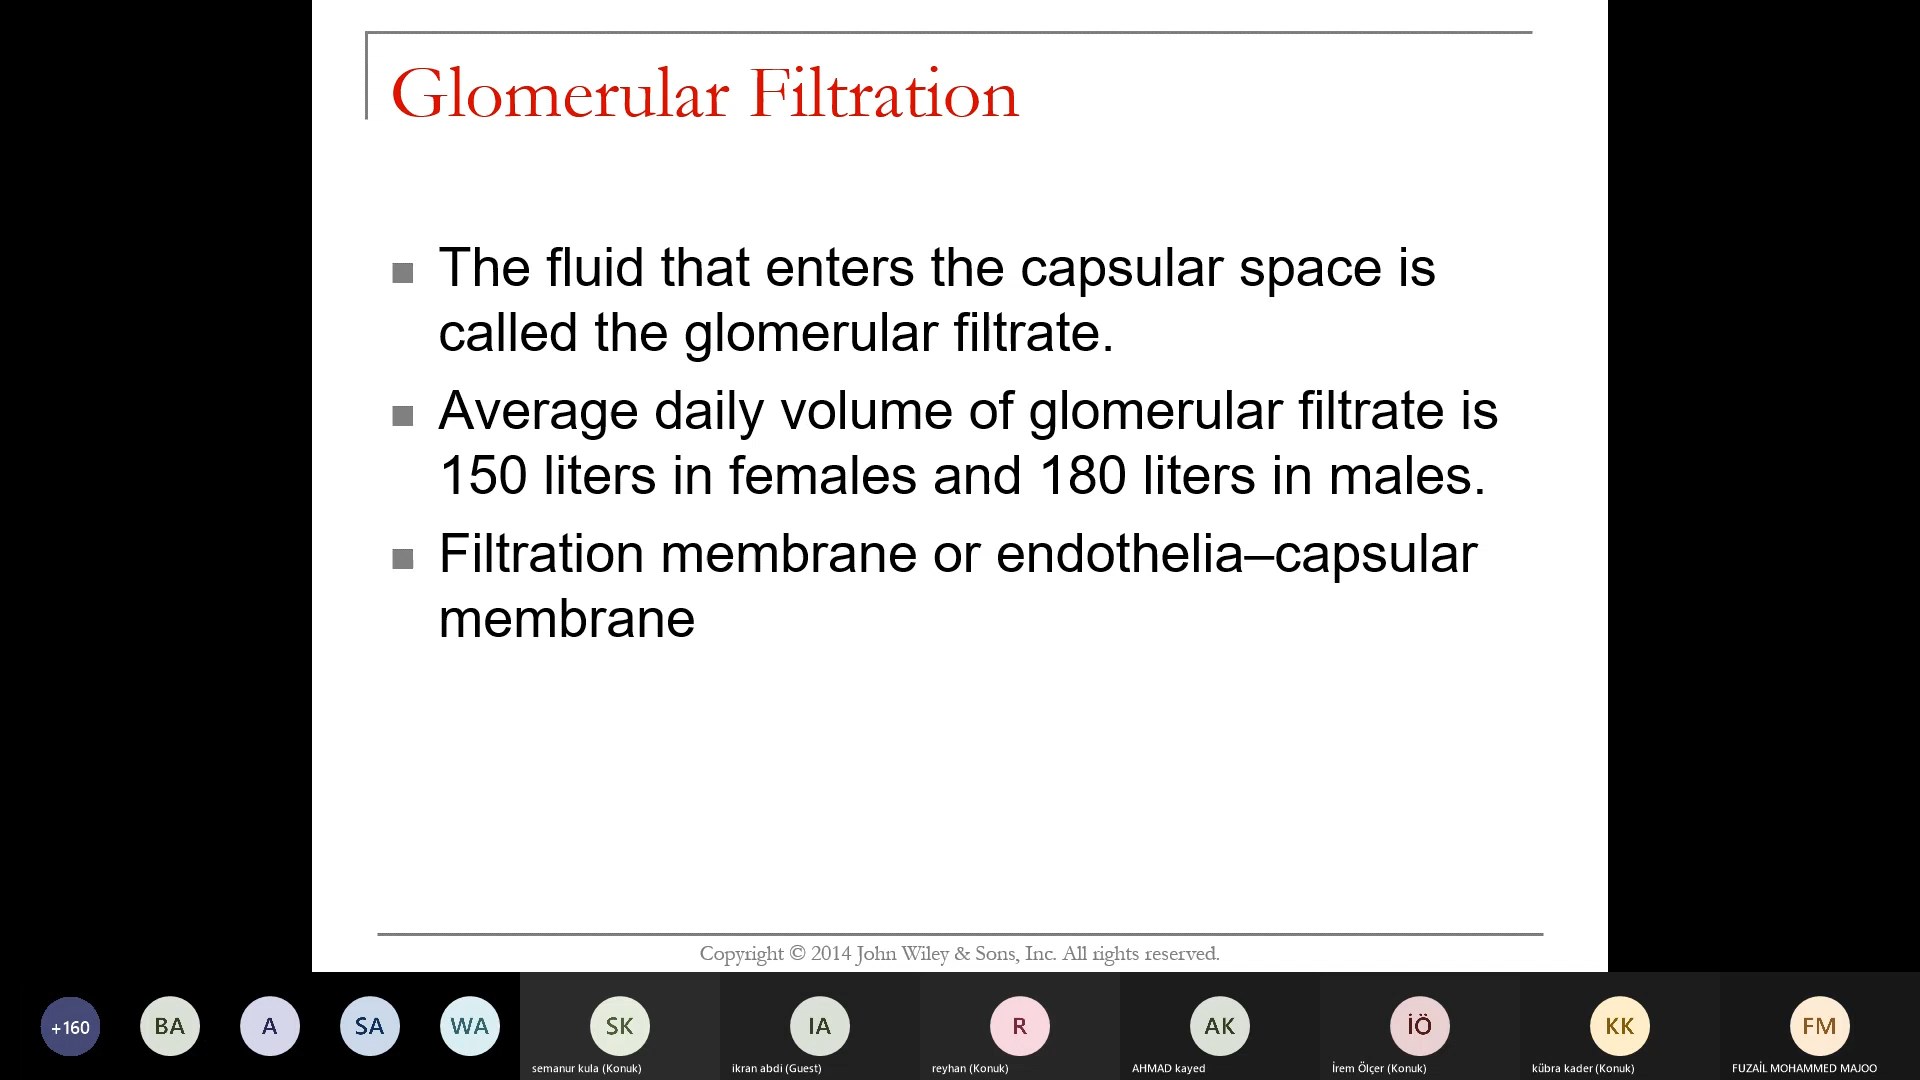 Glomerular Filtration
The fluid that enters the capsular space is
called the glomerular filtrate.
Average daily volume of glomerular filtrate is
150 liters in females and 180 liters in males.
Filtration membrane or endothelia–capsular
membrane
Copyright © 2014 John Wiley & Sons, Inc. All rights reserved.
+160 BA A SA WA SK IA R AK İÖ KK FM
semanur kula (Konuk) ikran abdi (Guest) reyhan (Konuk) AHMAD kayed İrem Ölçer (Konuk) kübra kader (Konuk) FUZAİL MOHAMMED MAJOO